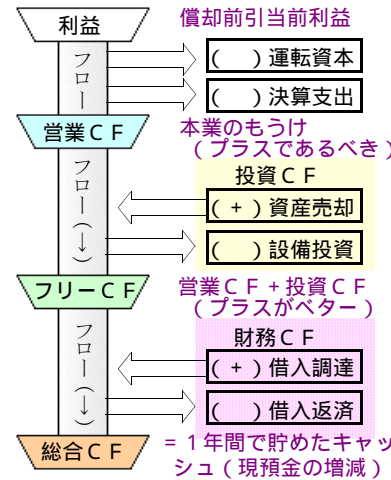 利益
償却前引当前利益
フロー
(　)運転資本
(　)決算支出
営業ＣＦ
本業のもうけ
(プラスであるべき)
フロー(→)
投資ＣＦ
(+)資産売却
(　)設備投資
フリーＣＦ
営業ＣＦ+投資ＣＦ
(プラスがベター)
フロー(→)
財務ＣＦ
(+)借入調達
(　)借入返済
総合ＣＦ
=１年間で貯めたキャッ
シュ(現預金の増減)